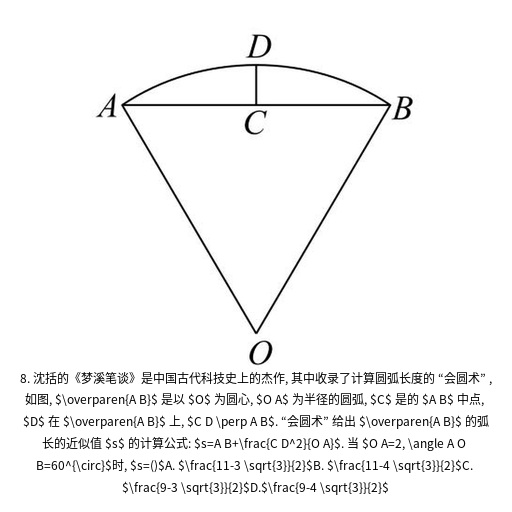 D
A
B
C
O
8. 沈括的《梦溪笔谈》是中国古代科技史上的杰作, 其中收录了计算圆弧长度的 “会圆术” ,
如图, $\overparen{A B}$ 是以 $O$ 为圆心, $O A$ 为半径的圆弧, $C$ 是的 $A B$ 中点,
$D$ 在 $\overparen{A B}$ 上, $C D \perp A B$. “会圆术” 给出 $\overparen{A B}$ 的弧
长的近似值 $s$ 的计算公式: $s=A B+\frac{C D^2}{O A}$. 当 $O A=2, \angle A O
B=60^{\circ}$时, $s=()$A. $\frac{11-3 \sqrt{3}}{2}$B. $\frac{11-4 \sqrt{3}}{2}$C.
$\frac{9-3 \sqrt{3}}{2}$D.$\frac{9-4 \sqrt{3}}{2}$